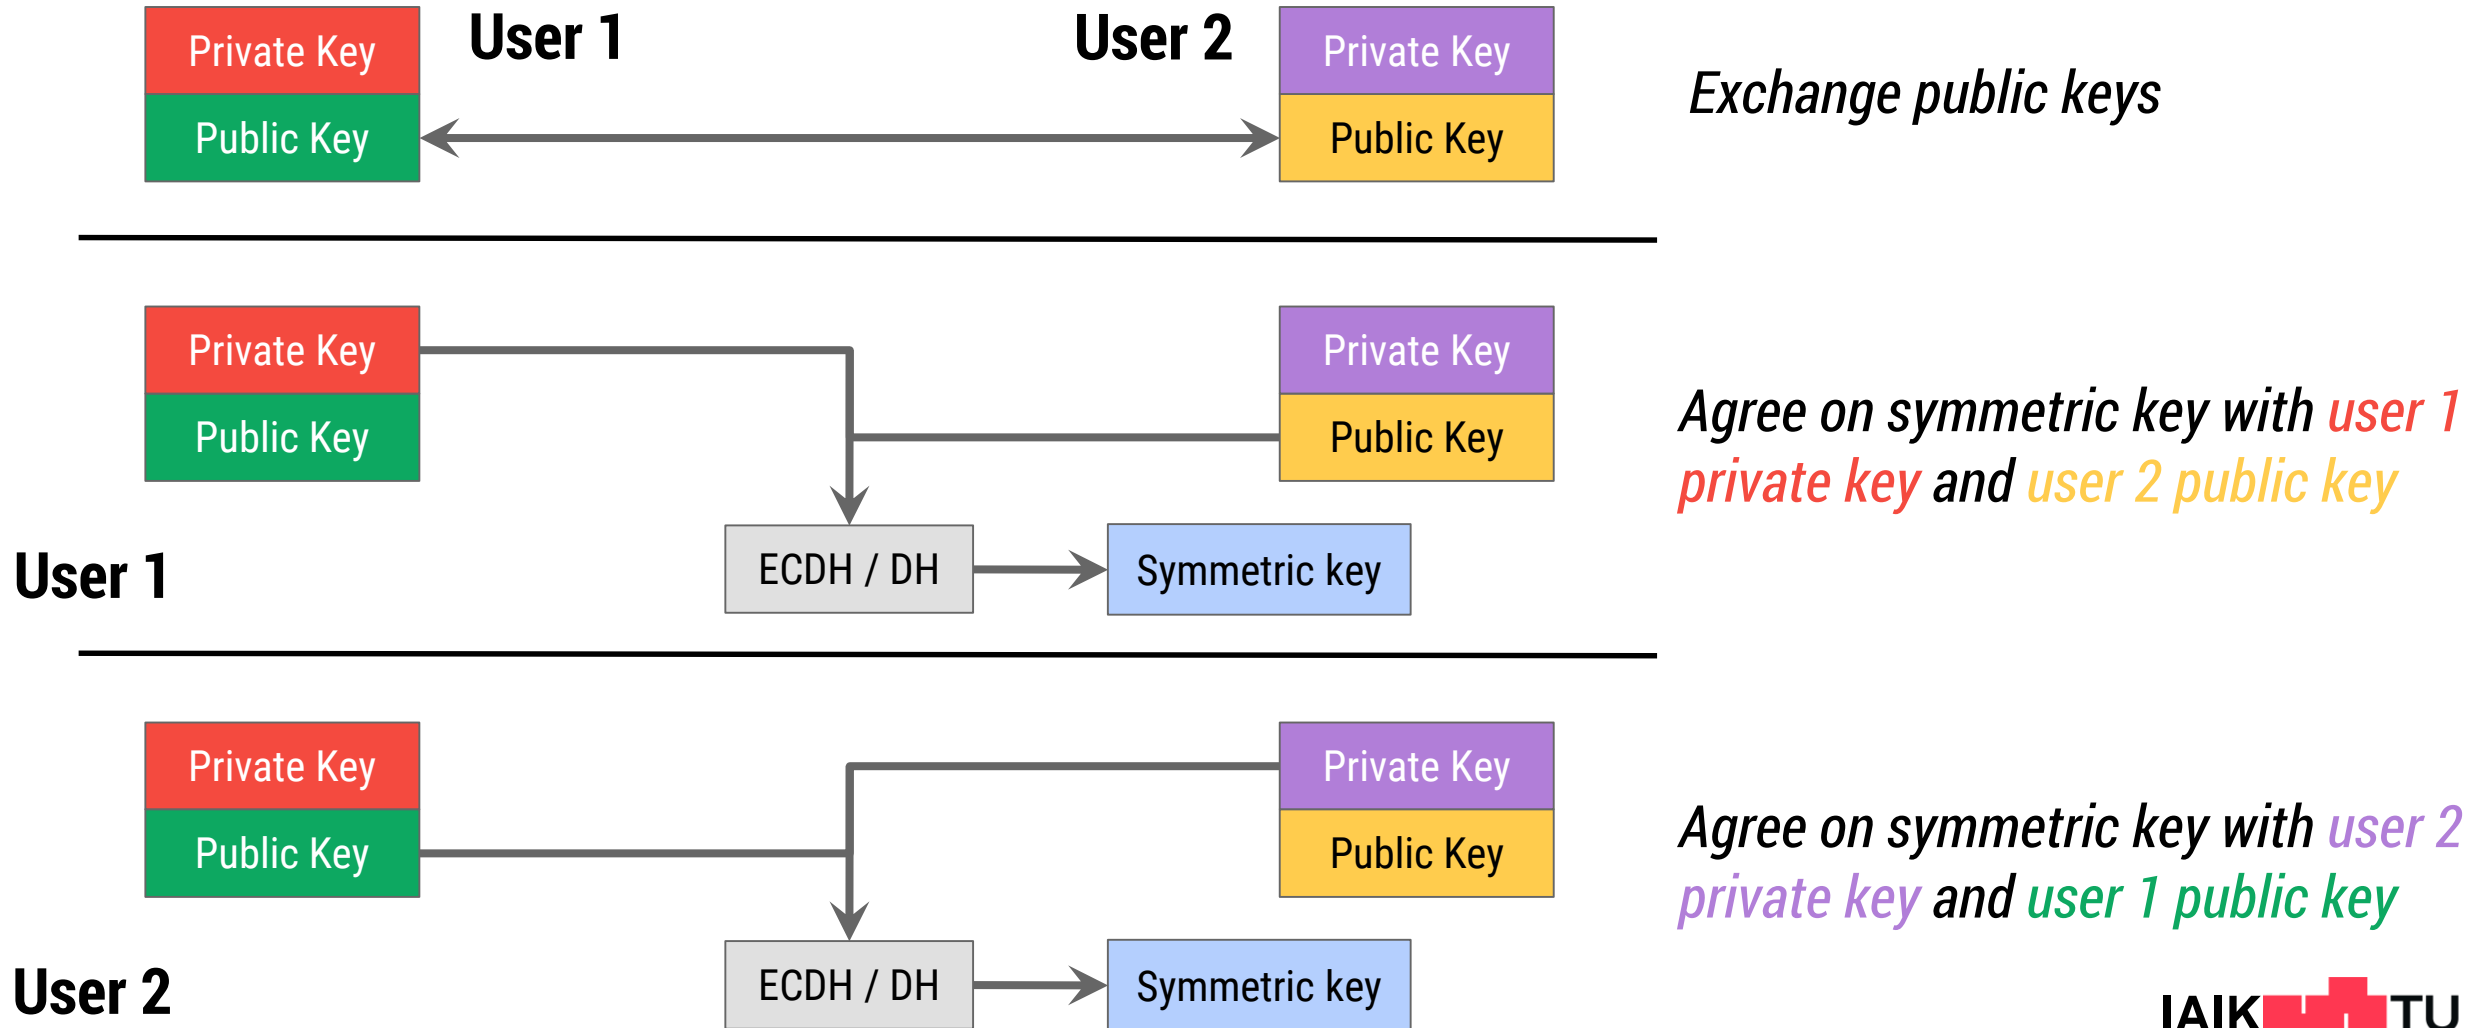 Private Key
User 1
User 2
Private Key
Public Key
Public Key
Exchange public keys
Private Key
Private Key
Public Key
Public Key
Agree on symmetric key with user 1
private key and user 2 public key
User 1
ECDH / DH
Symmetric key
Private Key
Private Key
Public Key
Public Key
Agree on symmetric key with user 2
private key and user 1 public key
User 2
ECDH / DH
Symmetric key
IAIK
TU